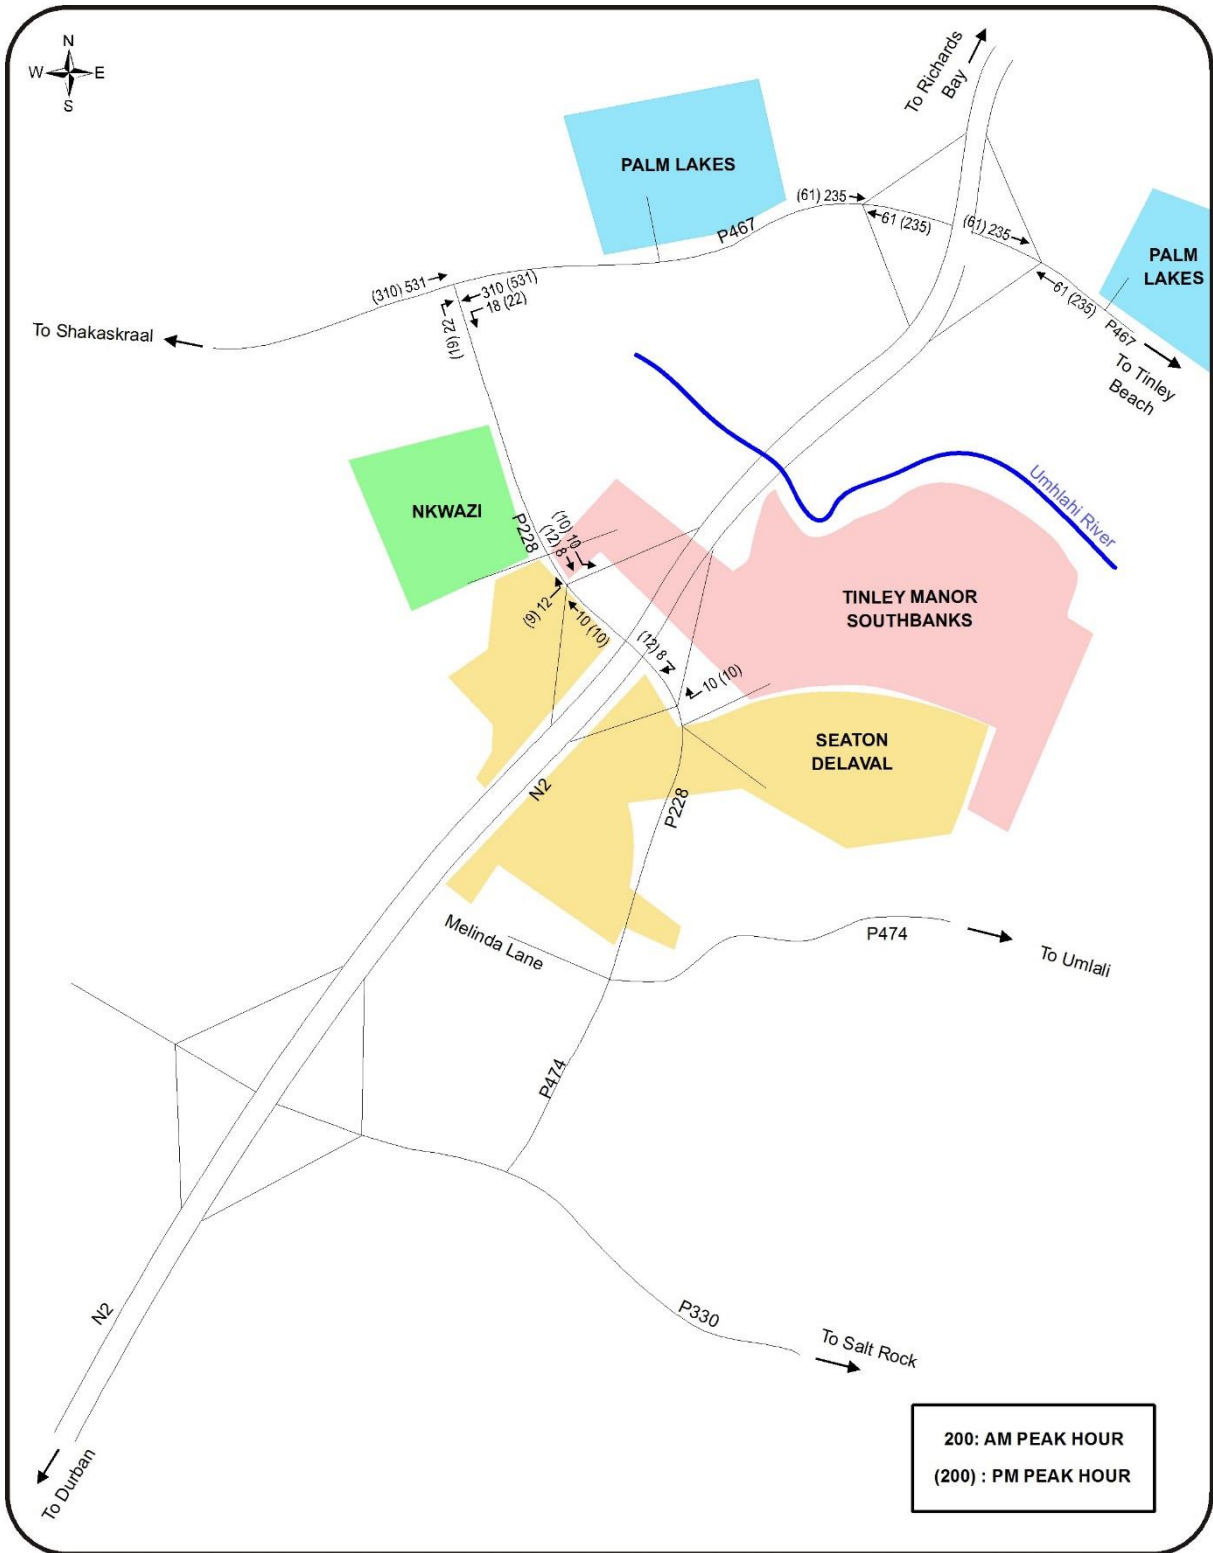 N
W E
S
To Richards
Bay
PALM LAKES
(61) 235
61 (235)
(61) 235
P467
PALM
LAKES
(310) 531
310 (531)
18 (22)
(19) 22
61 (235)
P467
To Shakaskraal
To Tinley
Beach
NKWAZI
Umhlahi River
P228
(10) 10
(12) 8
TINLEY MANOR
SOUTHBANKS
(9) 12
10 (10)
(12) 8
10 (10)
SEATON
DELAVAL
N2
P228
Melinda Lane
P474
To Umlali
P474
N2
P330
To Salt Rock
To Durban
200: AM PEAK HOUR
(200) : PM PEAK HOUR